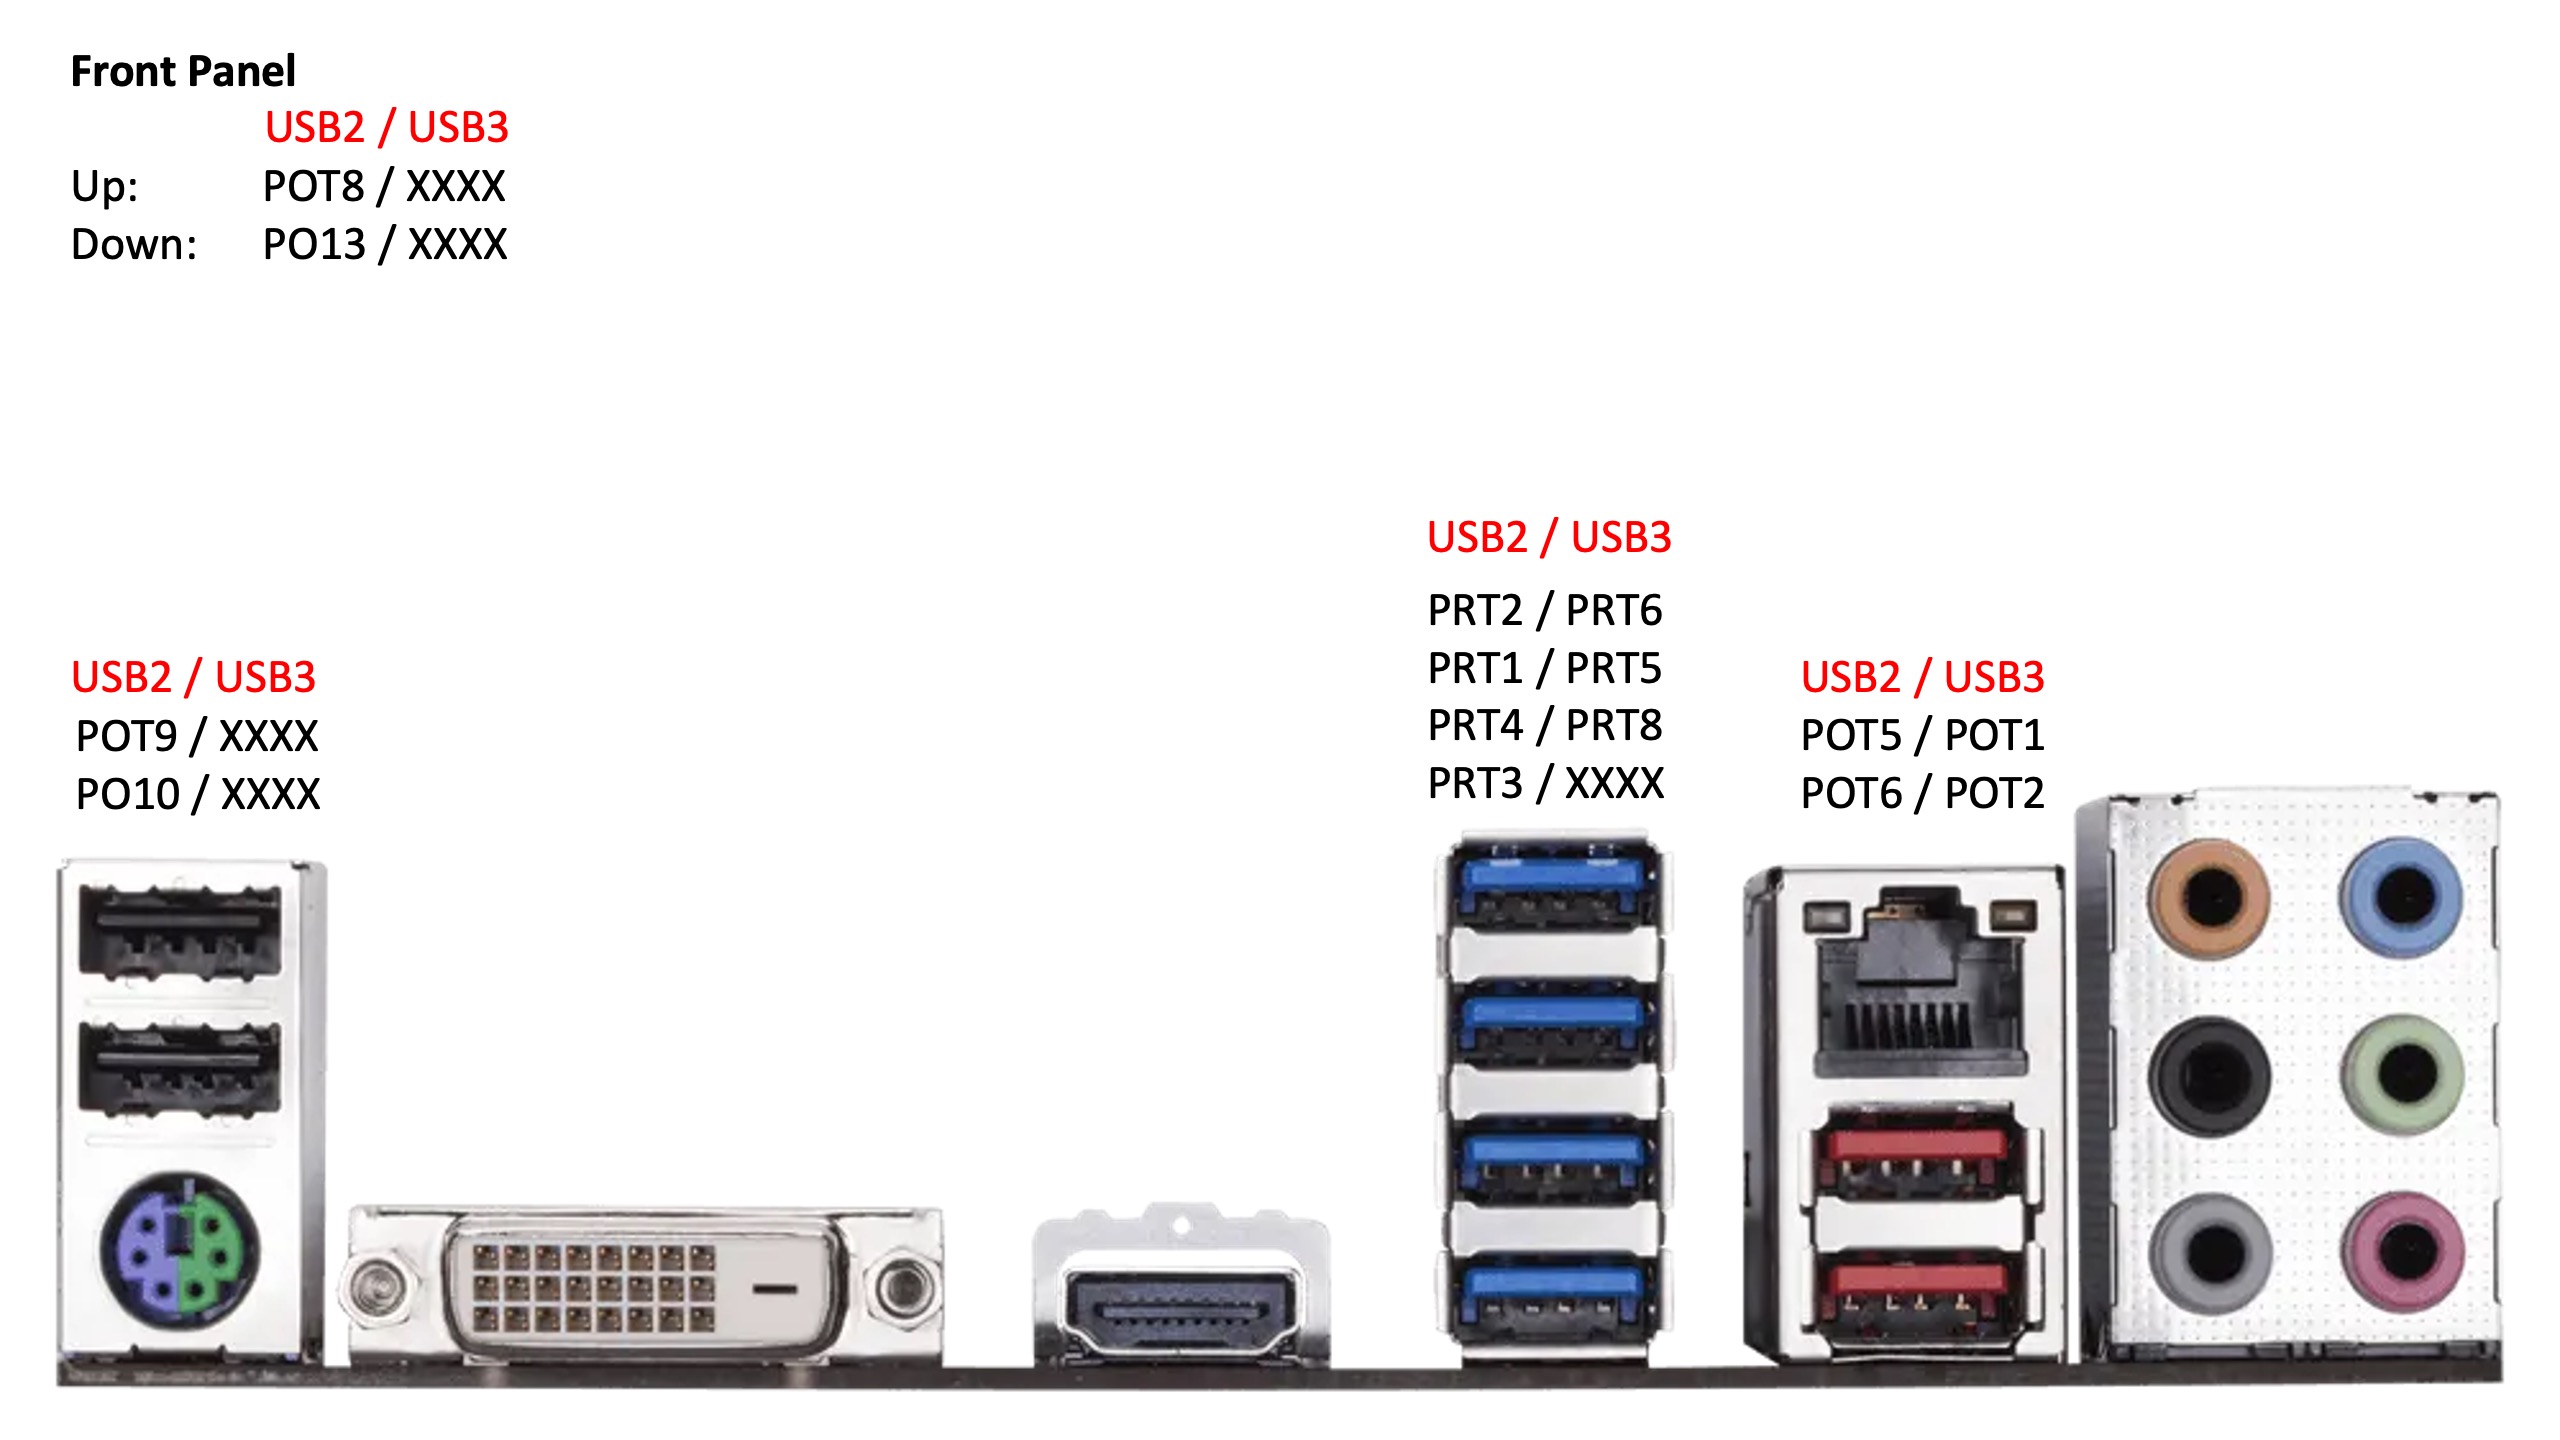 Front Panel
USB2 / USB3
Up: POT8 / XXXX
Down: PO13 / XXXX
USB2 / USB3
POT9 / XXXX
PO10 / XXXX
USB2 / USB3
PRT2 / PRT6
PRT1 / PRT5
PRT4 / PRT8
PRT3 / XXXX
USB2 / USB3
POT5 / POT1
POT6 / POT2